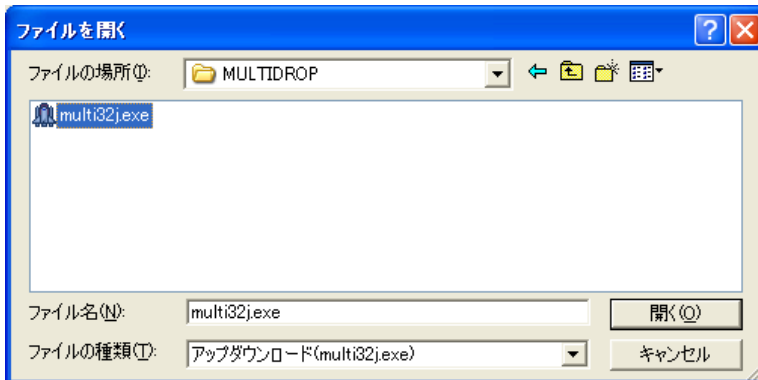 ファイルを開く
ファイルの場所(I): MULTIDROP
multi32j.exe
ファイル名(N): multi32j.exe 開く(O)
ファイルの種類(T): アップダウンロード(multi32j.exe) キャンセル